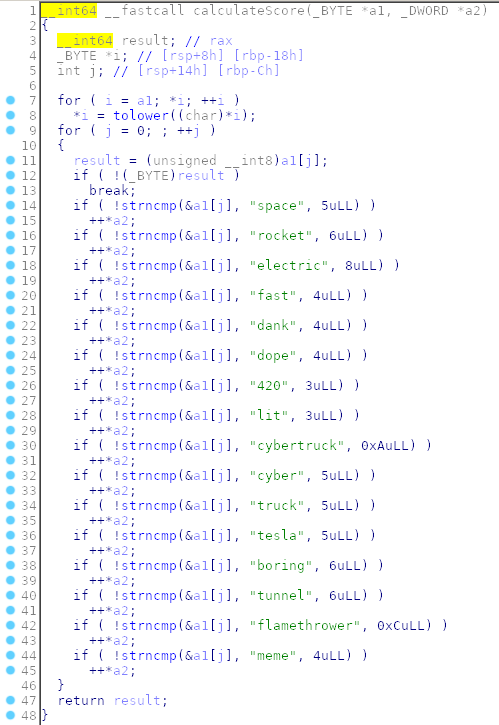 1 __int64 __fastcall calculateScore(_BYTE *a1, _DWORD *a2)
2 {
3   __int64 result; // rax
4   _BYTE *i; // [rsp+8h] [rbp-18h]
5   int j; // [rsp+14h] [rbp-Ch]
6
7   for ( i = a1; *i; ++i )
8     *i = tolower((char)*i);
9   for ( j = 0; ; ++j )
10   {
11     result = (unsigned __int8)a1[j];
12     if ( !(_BYTE)result )
13       break;
14     if ( !strncmp(&a1[j], "space", 5uLL) )
15       ++*a2;
16     if ( !strncmp(&a1[j], "rocket", 6uLL) )
17       ++*a2;
18     if ( !strncmp(&a1[j], "electric", 8uLL) )
19       ++*a2;
20     if ( !strncmp(&a1[j], "fast", 4uLL) )
21       ++*a2;
22     if ( !strncmp(&a1[j], "dank", 4uLL) )
23       ++*a2;
24     if ( !strncmp(&a1[j], "dope", 4uLL) )
25       ++*a2;
26     if ( !strncmp(&a1[j], "420", 3uLL) )
27       ++*a2;
28     if ( !strncmp(&a1[j], "lit", 3uLL) )
29       ++*a2;
30     if ( !strncmp(&a1[j], "cybertruck", 0xAuLL) )
31       ++*a2;
32     if ( !strncmp(&a1[j], "cyber", 5uLL) )
33       ++*a2;
34     if ( !strncmp(&a1[j], "truck", 5uLL) )
35       ++*a2;
36     if ( !strncmp(&a1[j], "tesla", 5uLL) )
37       ++*a2;
38     if ( !strncmp(&a1[j], "boring", 6uLL) )
39       ++*a2;
40     if ( !strncmp(&a1[j], "tunnel", 6uLL) )
41       ++*a2;
42     if ( !strncmp(&a1[j], "flamethrower", 0xCuLL) )
43       ++*a2;
44     if ( !strncmp(&a1[j], "meme", 4uLL) )
45       ++*a2;
46   }
47   return result;
48 }